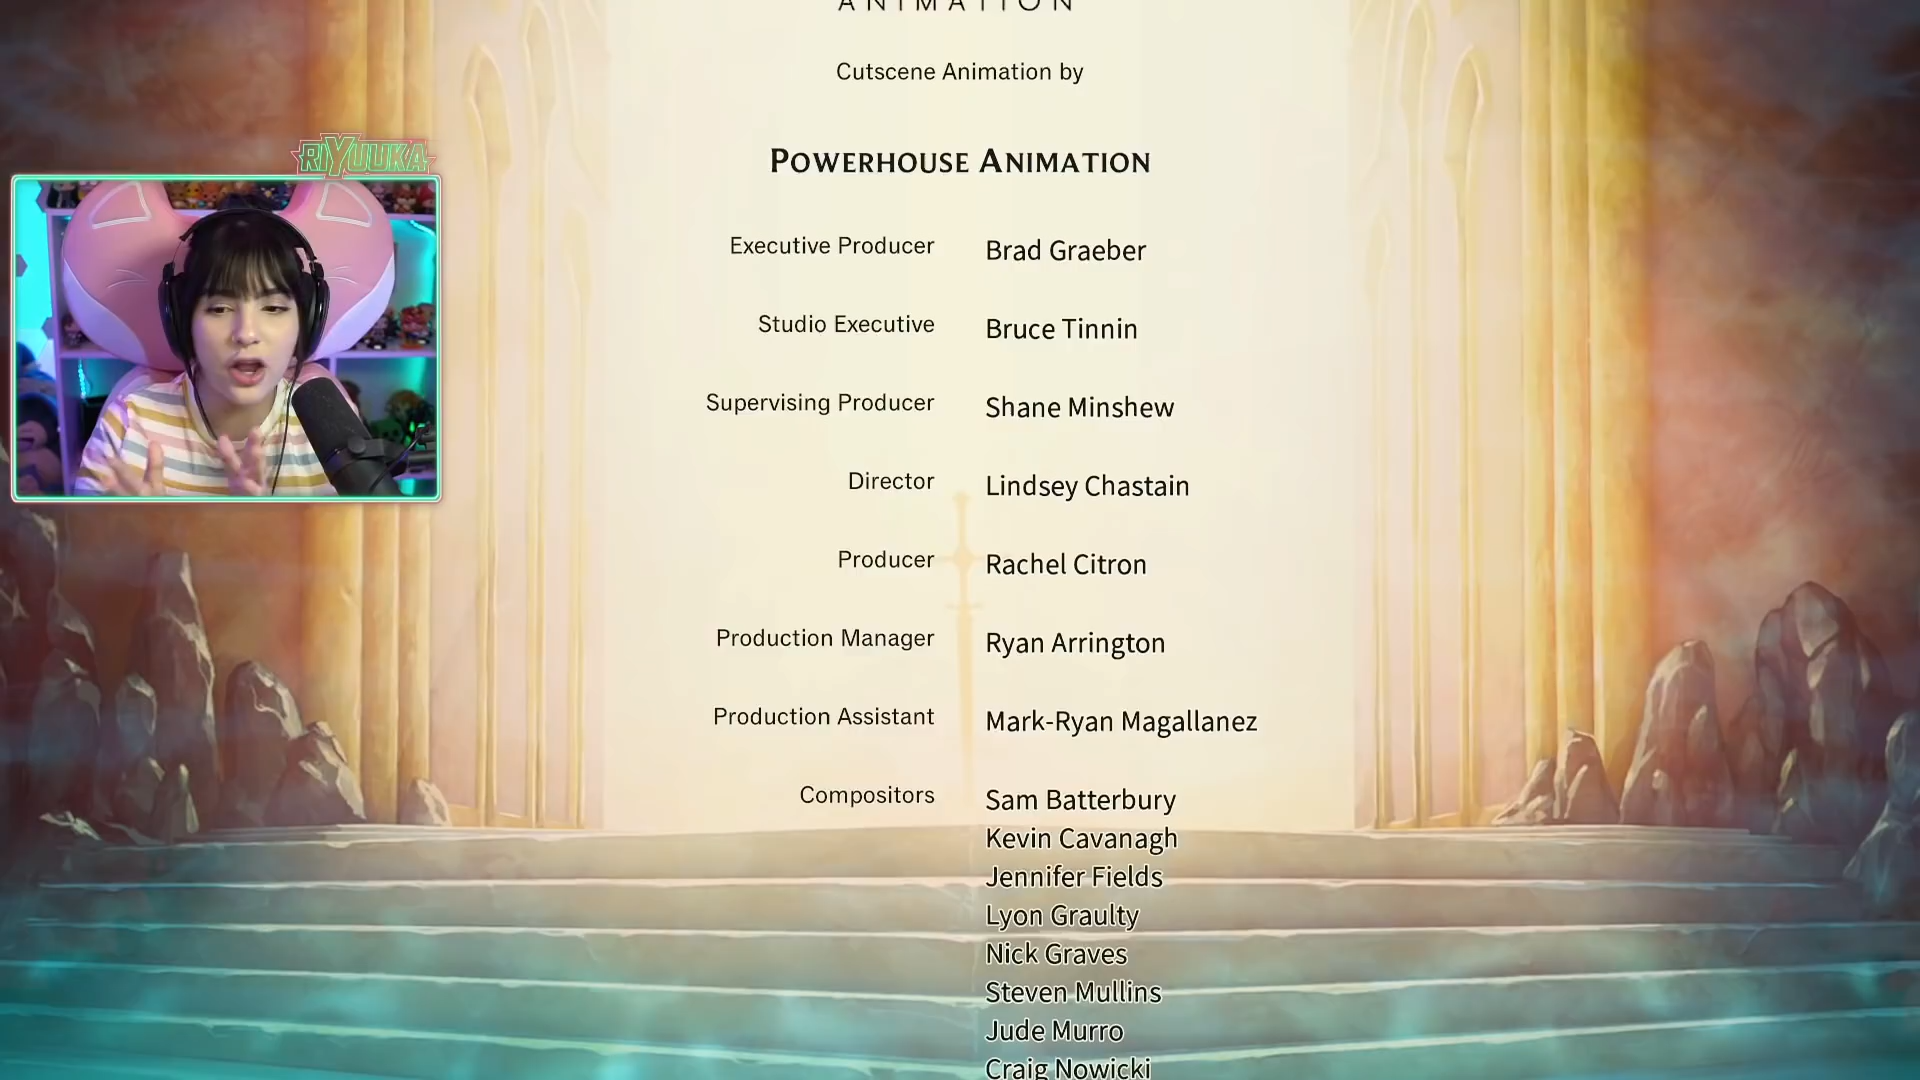 ANIMATION
Cutscene Animation by
RIYUUKA
POWERHOUSE ANIMATION
Executive Producer Brad Graeber
Studio Executive Bruce Tinnin
Supervising Producer Shane Minshew
Director Lindsey Chastain
Producer Rachel Citron
Production Manager Ryan Arrington
Production Assistant Mark-Ryan Magallanez
Compositors Sam Batterbury
Kevin Cavanagh
Jennifer Fields
Lyon Graulty
Nick Graves
Steven Mullins
Jude Murro
Craig Nowicki